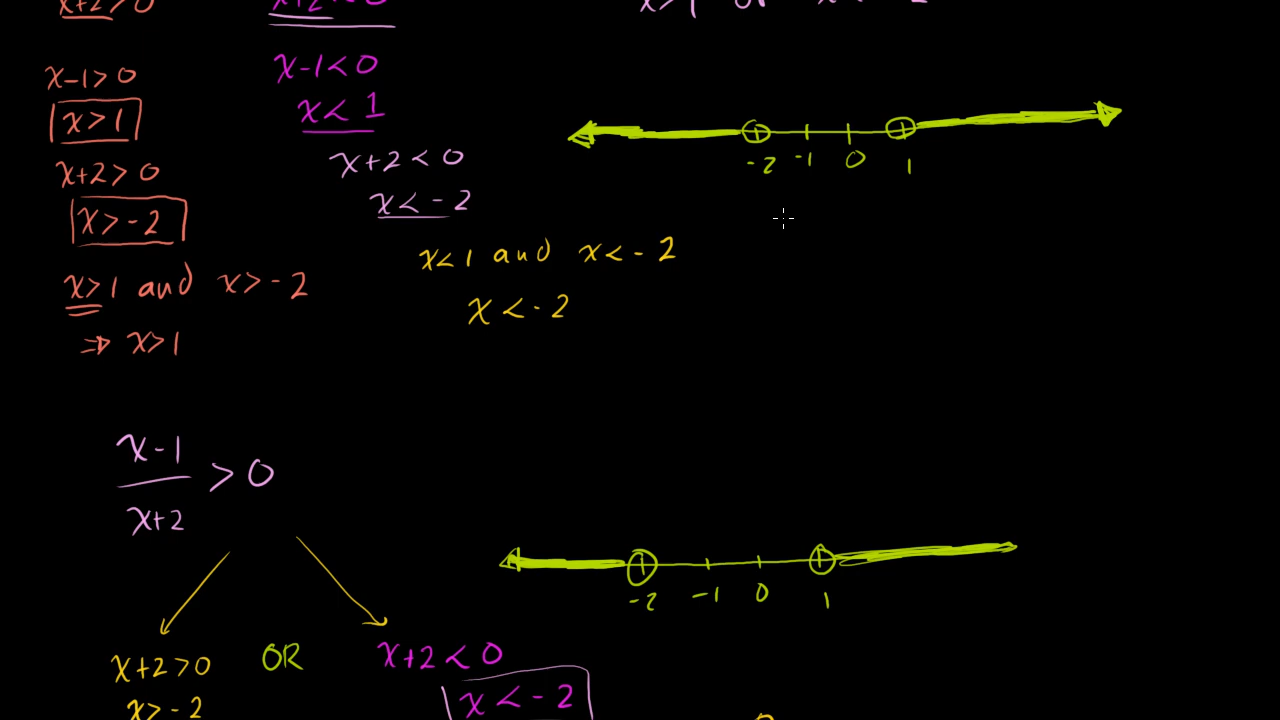 x+2>0
x-1>0
x>1
x+2>0
x>-2
x>1 and x>-2
⇒ x>1
x-1<0
x<1
x+2<0
x<-2
x<1 and x<-2
x<-2
-2 -1 0 1
x-1
x+2
>0
-2 -1 0 1
x+2>0 OR x+2<0
x>-2
x<-2